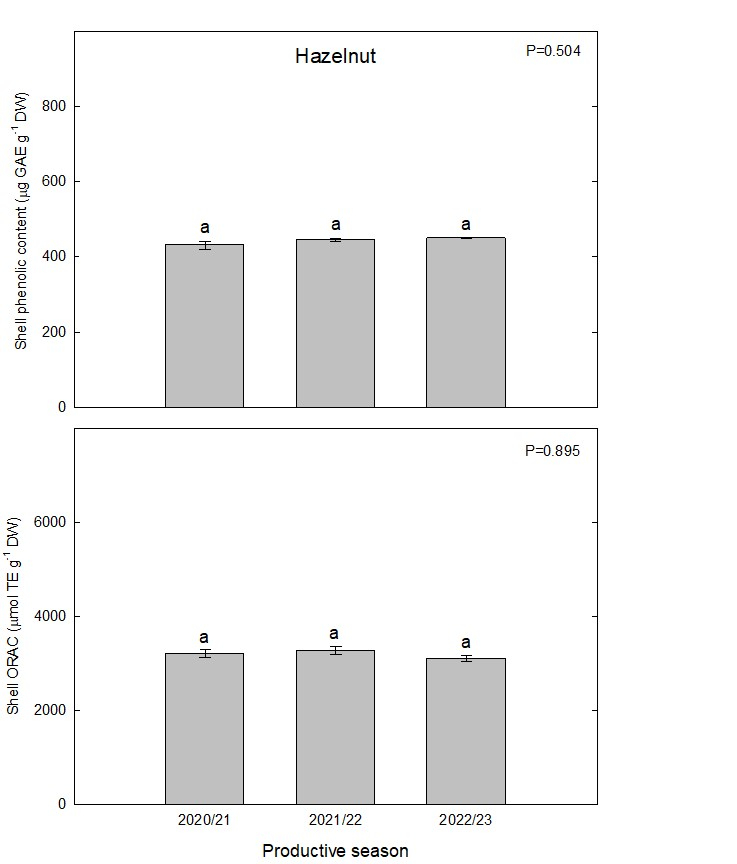 Hazelnut
P=0.504
Shell phenolic content (µg GAE g⁻¹ DW)
800
600
400
200
0
a a a
P=0.895
Shell ORAC (µmol TE g⁻¹ DW)
6000
4000
2000
0
a a a
2020/21 2021/22 2022/23
Productive season